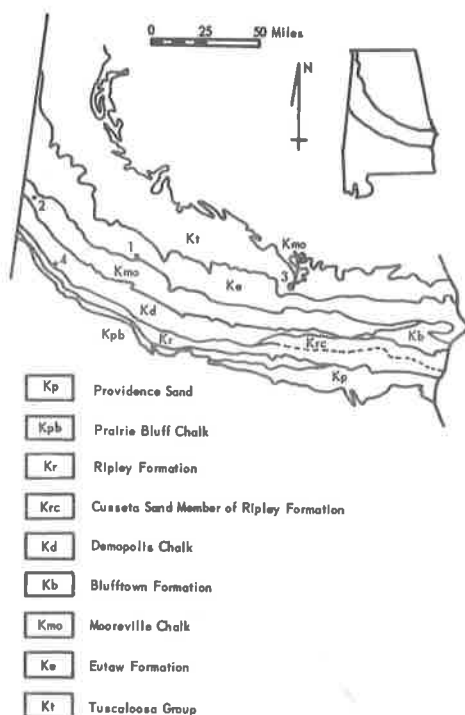 0 25 50 Miles
N
2
1
Kt
Kmo
3
4
Kmo
Ke
Kd
Kb
Kpb
Kr
Krc
Kp
Kp Providence Sand
Kpb Prairie Bluff Chalk
Kr Ripley Formation
Krc Cusseta Sand Member of Ripley Formation
Kd Demopolis Chalk
Kb Blufftown Formation
Kmo Mooreville Chalk
Ke Eutaw Formation
Kt Tuscaloosa Group